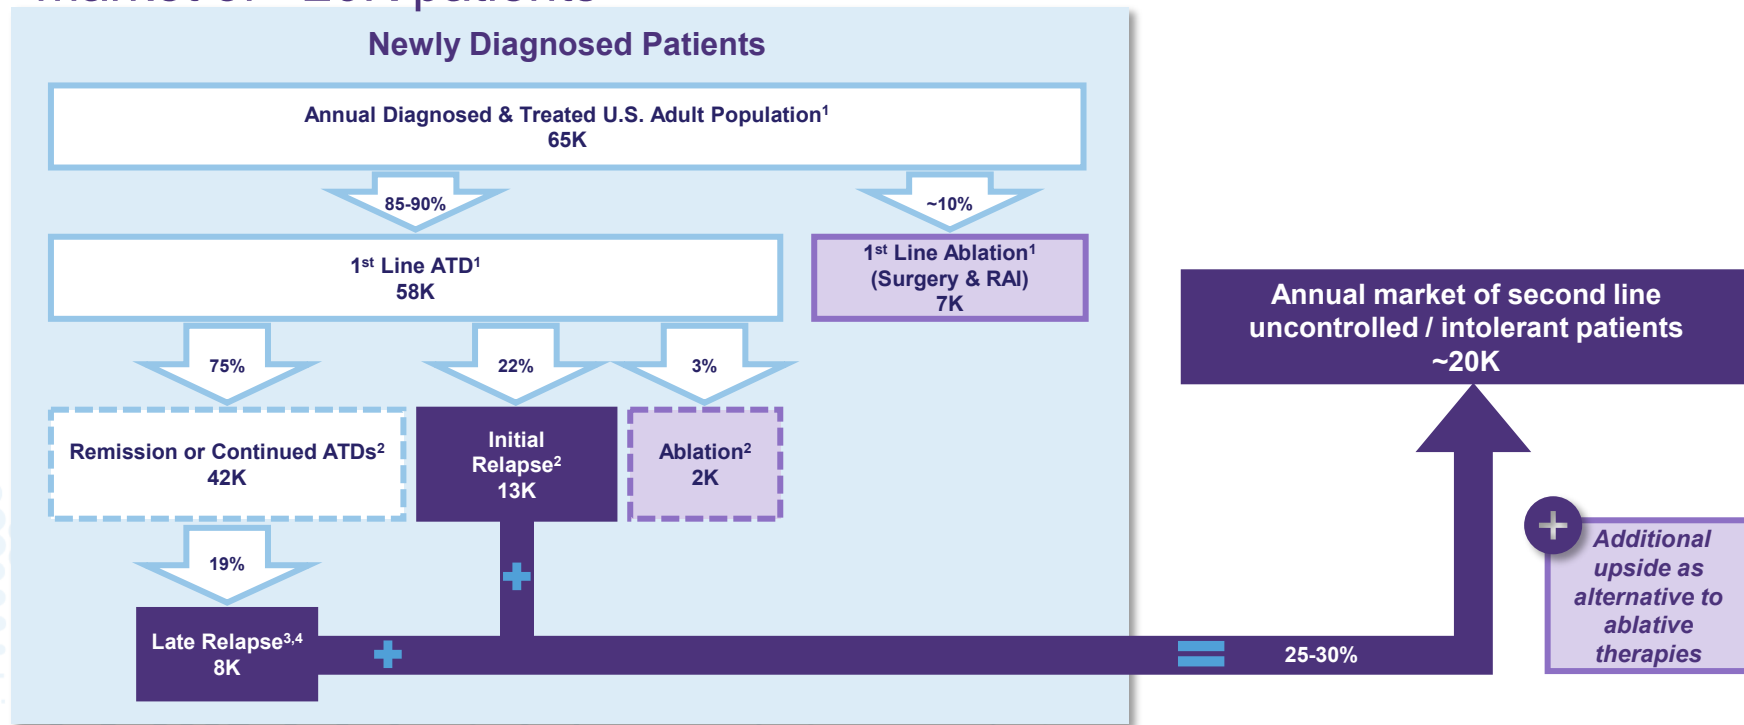 Newly Diagnosed Patients
Annual Diagnosed & Treated U.S. Adult Population¹
65K
85-90%
~10%
1st Line ATD¹
58K
1st Line Ablation¹
(Surgery & RAI)
7K
75%
22%
3%
Remission or Continued ATDs²
42K
Initial
Relapse²
13K
Ablation²
2K
19%
+
Late Relapse³,⁴
8K
+
=
25-30%
Annual market of second line
uncontrolled / intolerant patients
~20K
+
Additional
upside as
alternative to
ablative
therapies